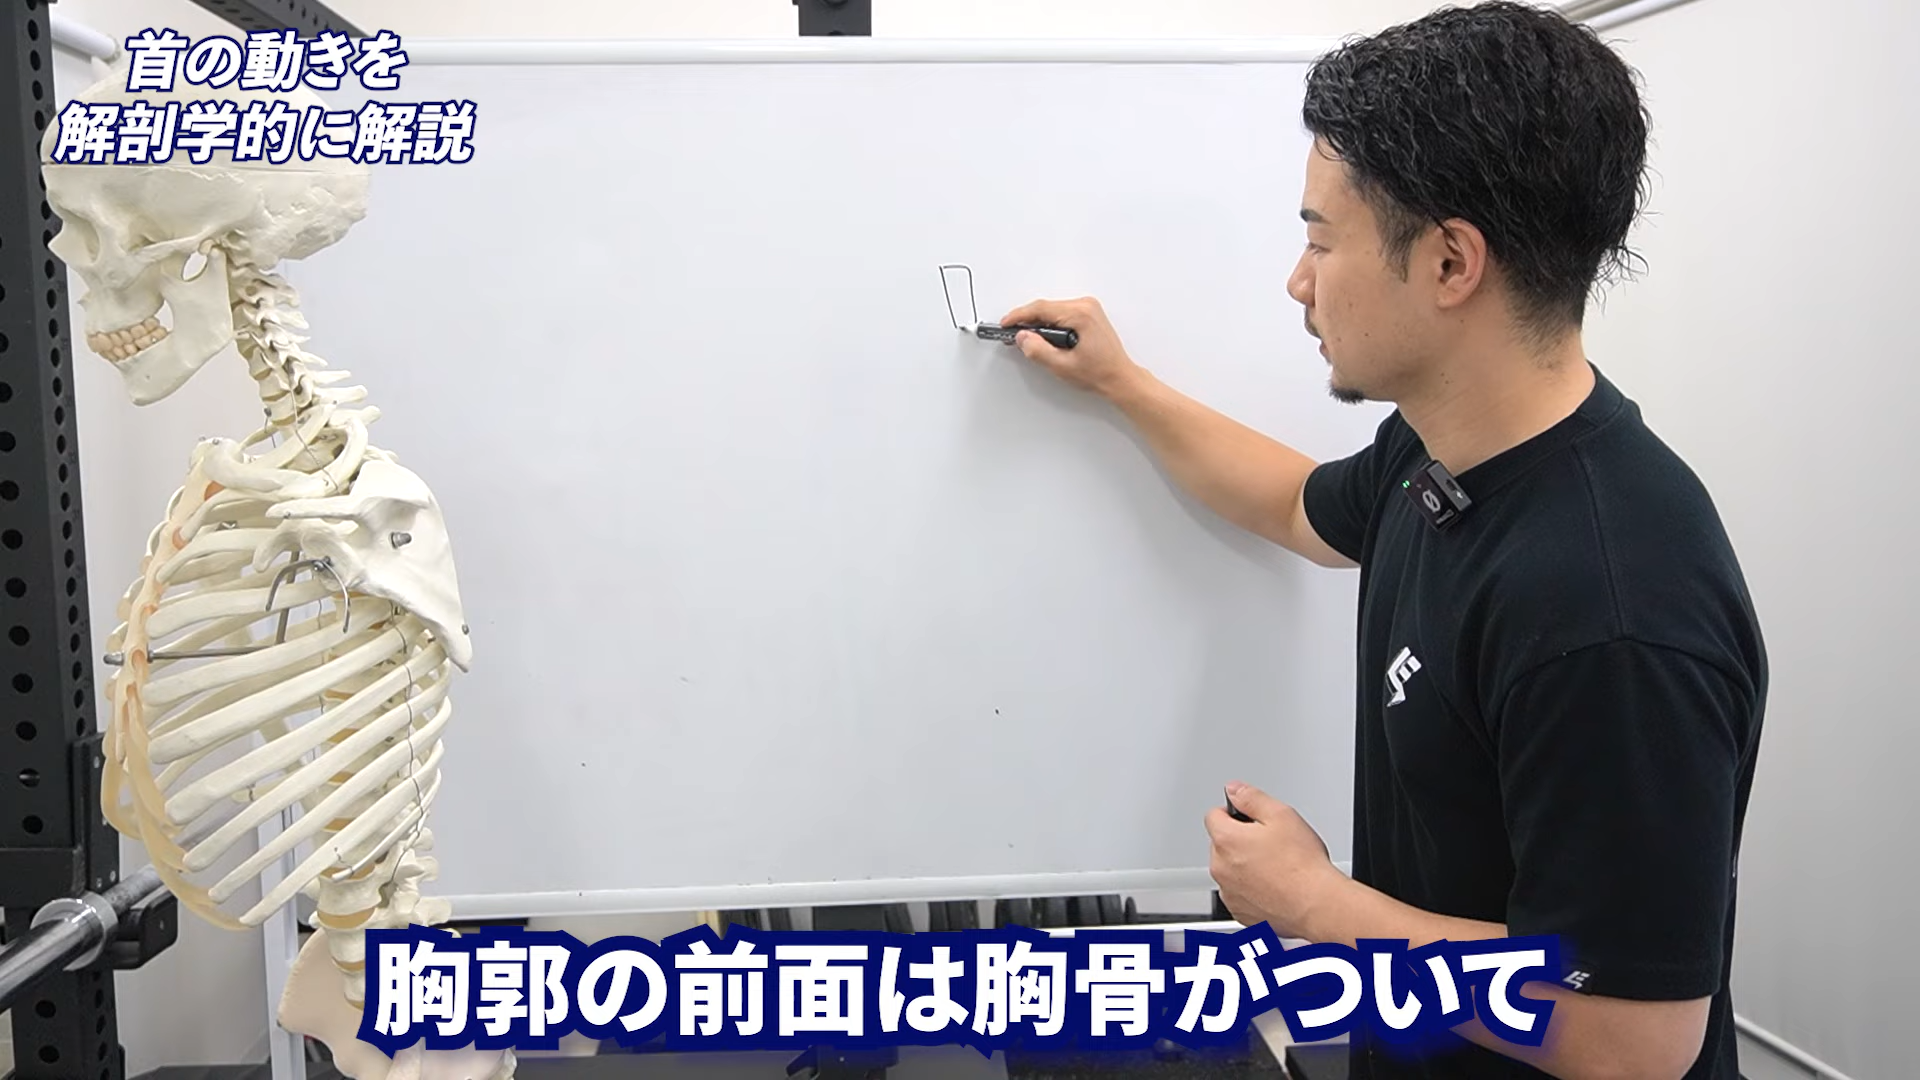 首の動きを
解剖学的に解説
胸郭の前面は胸骨がついて